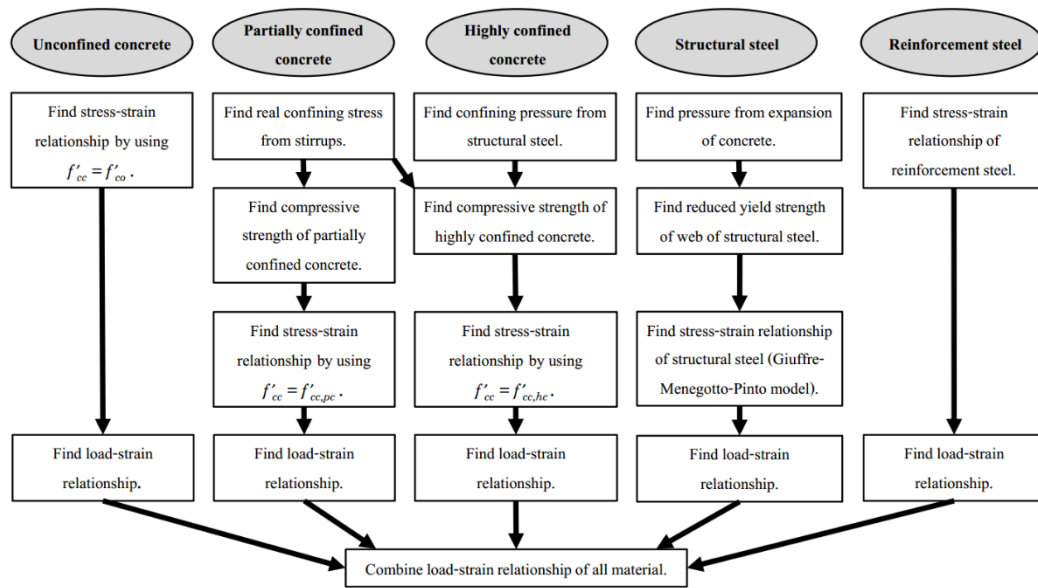 Unconfined concrete
Partially confined
concrete
Highly confined
concrete
Structural steel
Reinforcement steel
Find stress-strain
relationship by using
f′cc = f′co .
Find real confining stress
from stirrups.
Find confining pressure from
structural steel.
Find pressure from expansion
of concrete.
Find stress-strain
relationship of
reinforcement steel.
Find compressive
strength of partially
confined concrete.
Find compressive strength of
highly confined concrete.
Find reduced yield strength
of web of structural steel.
Find stress-strain
relationship by using
f′cc = f′cc,pc .
Find stress-strain
relationship by using
f′cc = f′cc,hc .
Find stress-strain relationship
of structural steel (Giuffre-
Menegotto-Pinto model).
Find load-strain
relationship.
Find load-strain
relationship.
Find load-strain
relationship.
Find load-strain
relationship.
Find load-strain
relationship.
Combine load-strain relationship of all material.